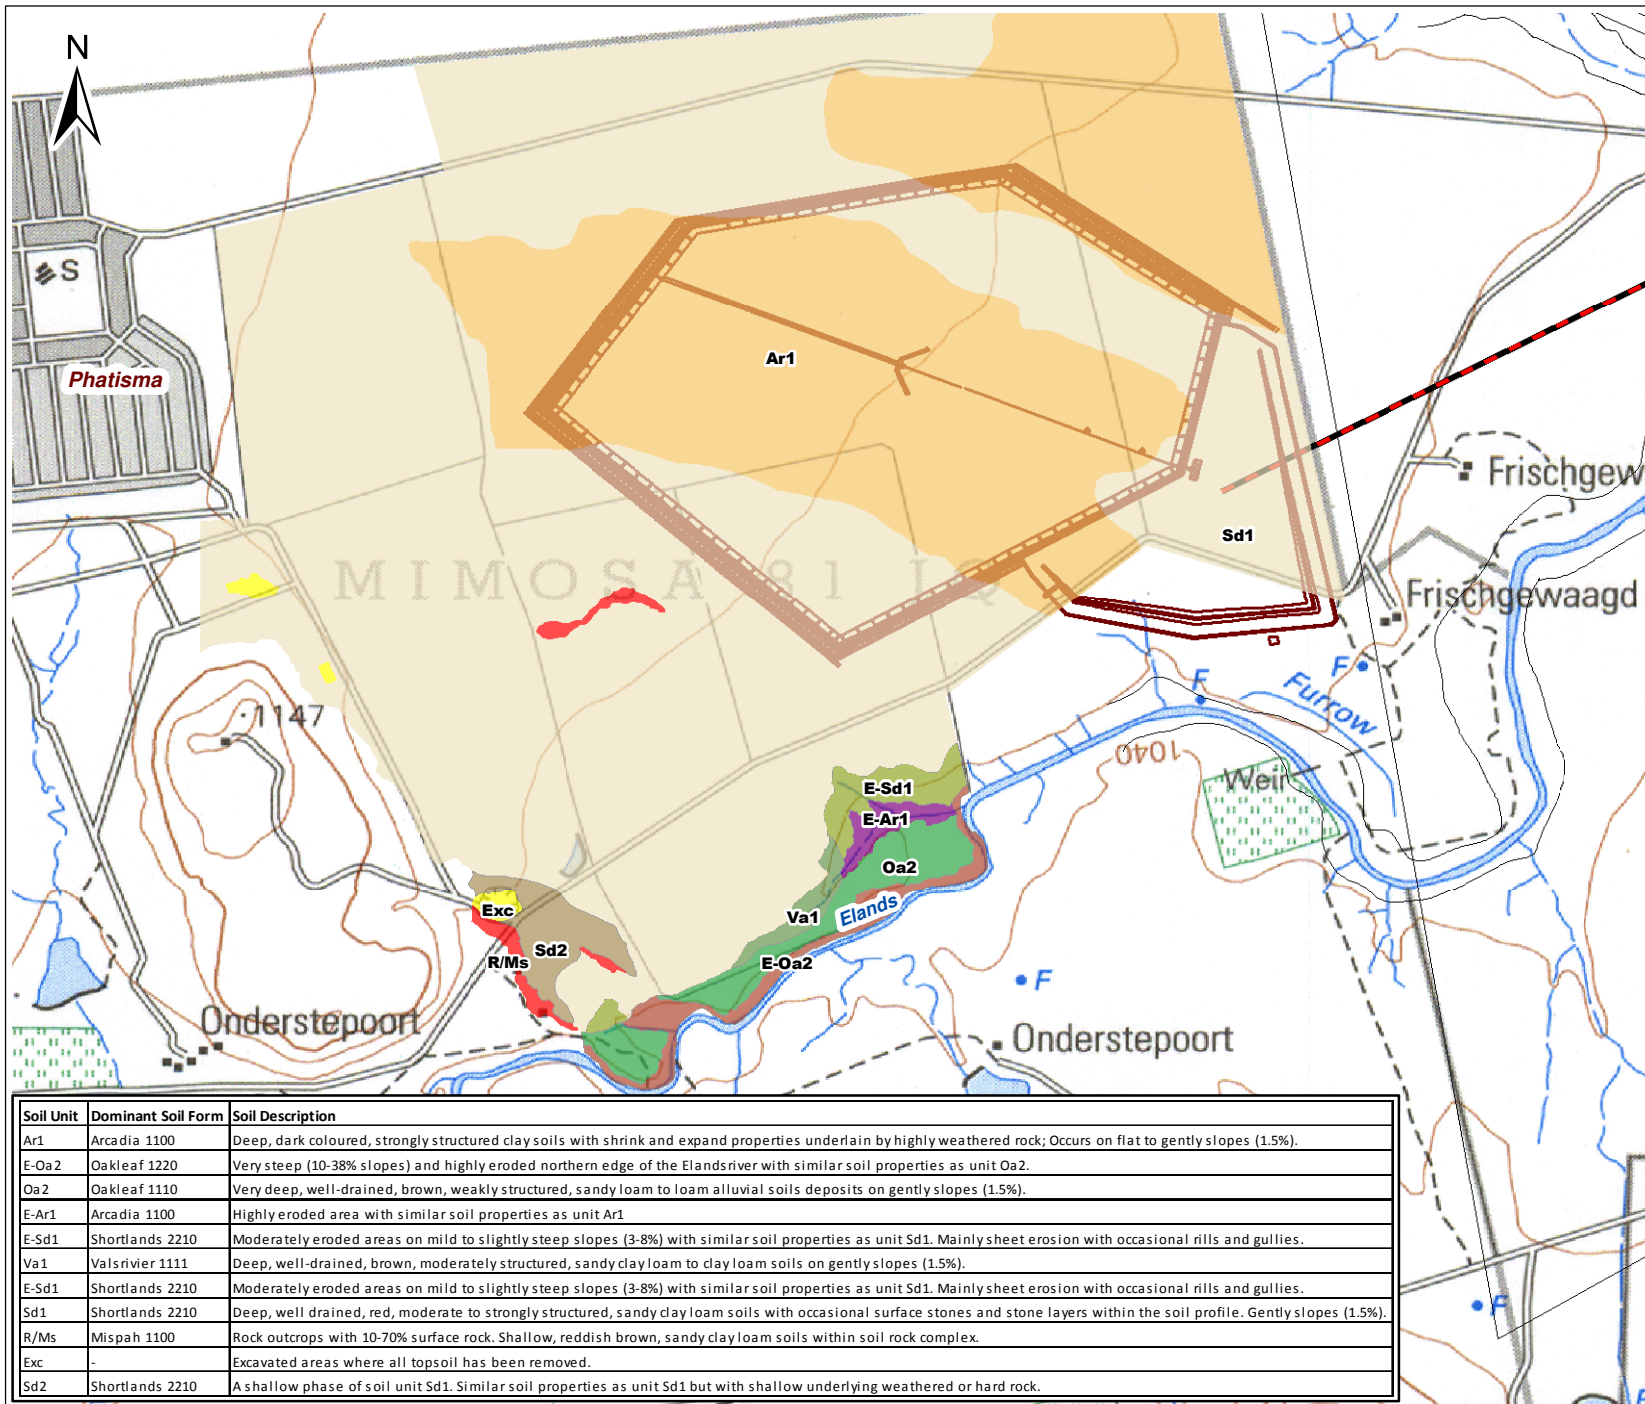 N
S
Phatisma
Ar1
Frischgew
Sd1
MIMOSA 81 IQ
Frischgewaagd
F
F
Furrow
1147
1040
Weir
E-Sd1
E-Ar1
Oa2
Exc
Va1
Elands
Sd2
R/Ms
E-Oa2
F
Onderstepoort
Onderstepoort
F
F
Soil Unit Dominant Soil Form Soil Description
Ar1 Arcadia 1100 Deep, dark coloured, strongly structured clay soils with shrink and expand properties underlain by highly weathered rock; Occurs on flat to gently slopes (1.5%).
E-Oa2 Oakleaf 1220 Very steep (10-38% slopes) and highly eroded northern edge of the Elandsriver with similar soil properties as unit Oa2.
Oa2 Oakleaf 1110 Very deep, well-drained, brown, weakly structured, sandy loam to loam alluvial soils deposits on gently slopes (1.5%).
E-Ar1 Arcadia 1100 Highly eroded area with similar soil properties as unit Ar1
E-Sd1 Shortlands 2210 Moderately eroded areas on mild to slightly steep slopes (3-8%) with similar soil properties as unit Sd1. Mainly sheet erosion with occasional rills and gullies.
Va1 Valsrivier 1111 Deep, well-drained, brown, moderately structured, sandy clay loam to clay loam soils on gently slopes (1.5%).
E-Sd1 Shortlands 2210 Moderately eroded areas on mild to slightly steep slopes (3-8%) with similar soil properties as unit Sd1. Mainly sheet erosion with occasional rills and gullies.
Sd1 Shortlands 2210 Deep, well drained, red, moderate to strongly structured, sandy clay loam soils with occasional surface stones and stone layers within the soil profile. Gently slopes (1.5%).
R/Ms Mispah 1100 Rock outcrops with 10-70% surface rock. Shallow, reddish brown, sandy clay loam soils within soil rock complex.
Exc - Excavated areas where all topsoil has been removed.
Sd2 Shortlands 2210 A shallow phase of soil unit Sd1. Similar soil properties as unit Sd1 but with shallow underlying weathered or hard rock.